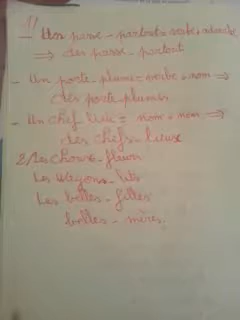 1/ Un passe-partout = verbe + adverbe
⇒ des passe-partout
- Un porte-plume = verbe + nom ⇒
des porte-plumes
- Un chef lieu = nom + nom ⇒
des chefs-lieux
2/ Les choux-fleurs
Les wagons-lits
Les belles-filles
belles-mères